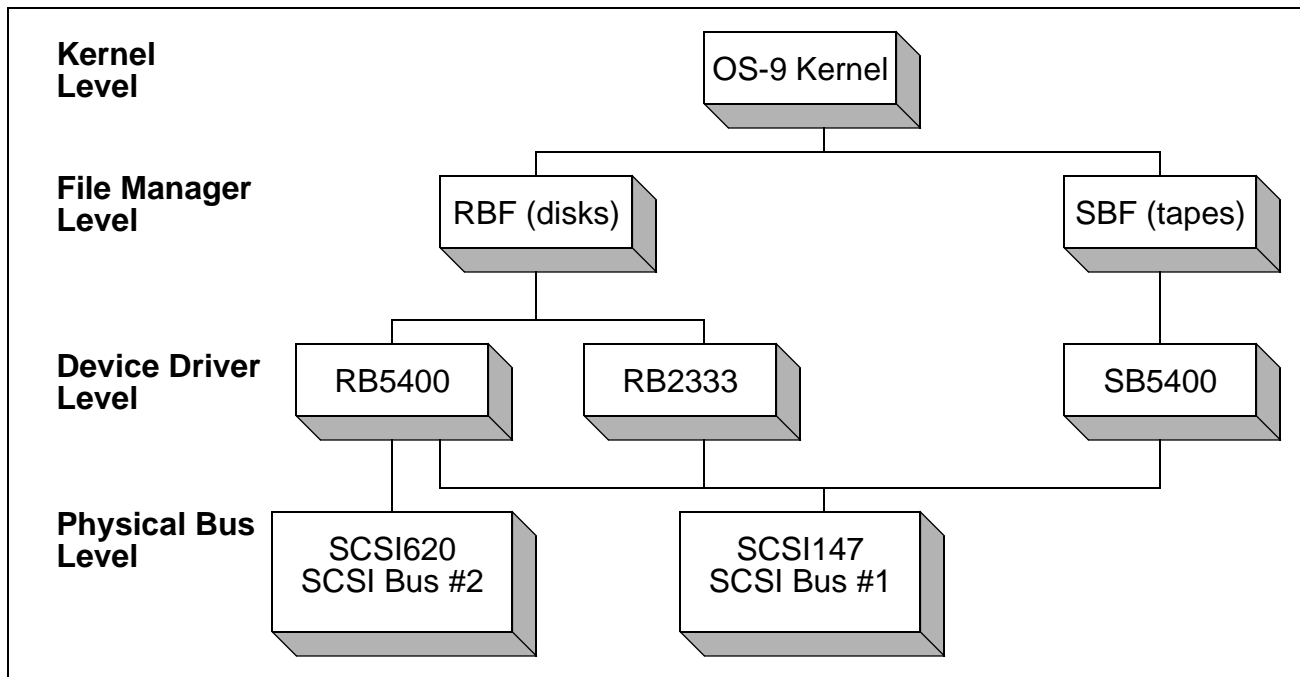 Kernel
Level
OS-9 Kernel
File Manager
Level
RBF (disks)
SBF (tapes)
Device Driver
Level
RB5400
RB2333
SB5400
Physical Bus
Level
SCSI620
SCSI Bus #2
SCSI147
SCSI Bus #1